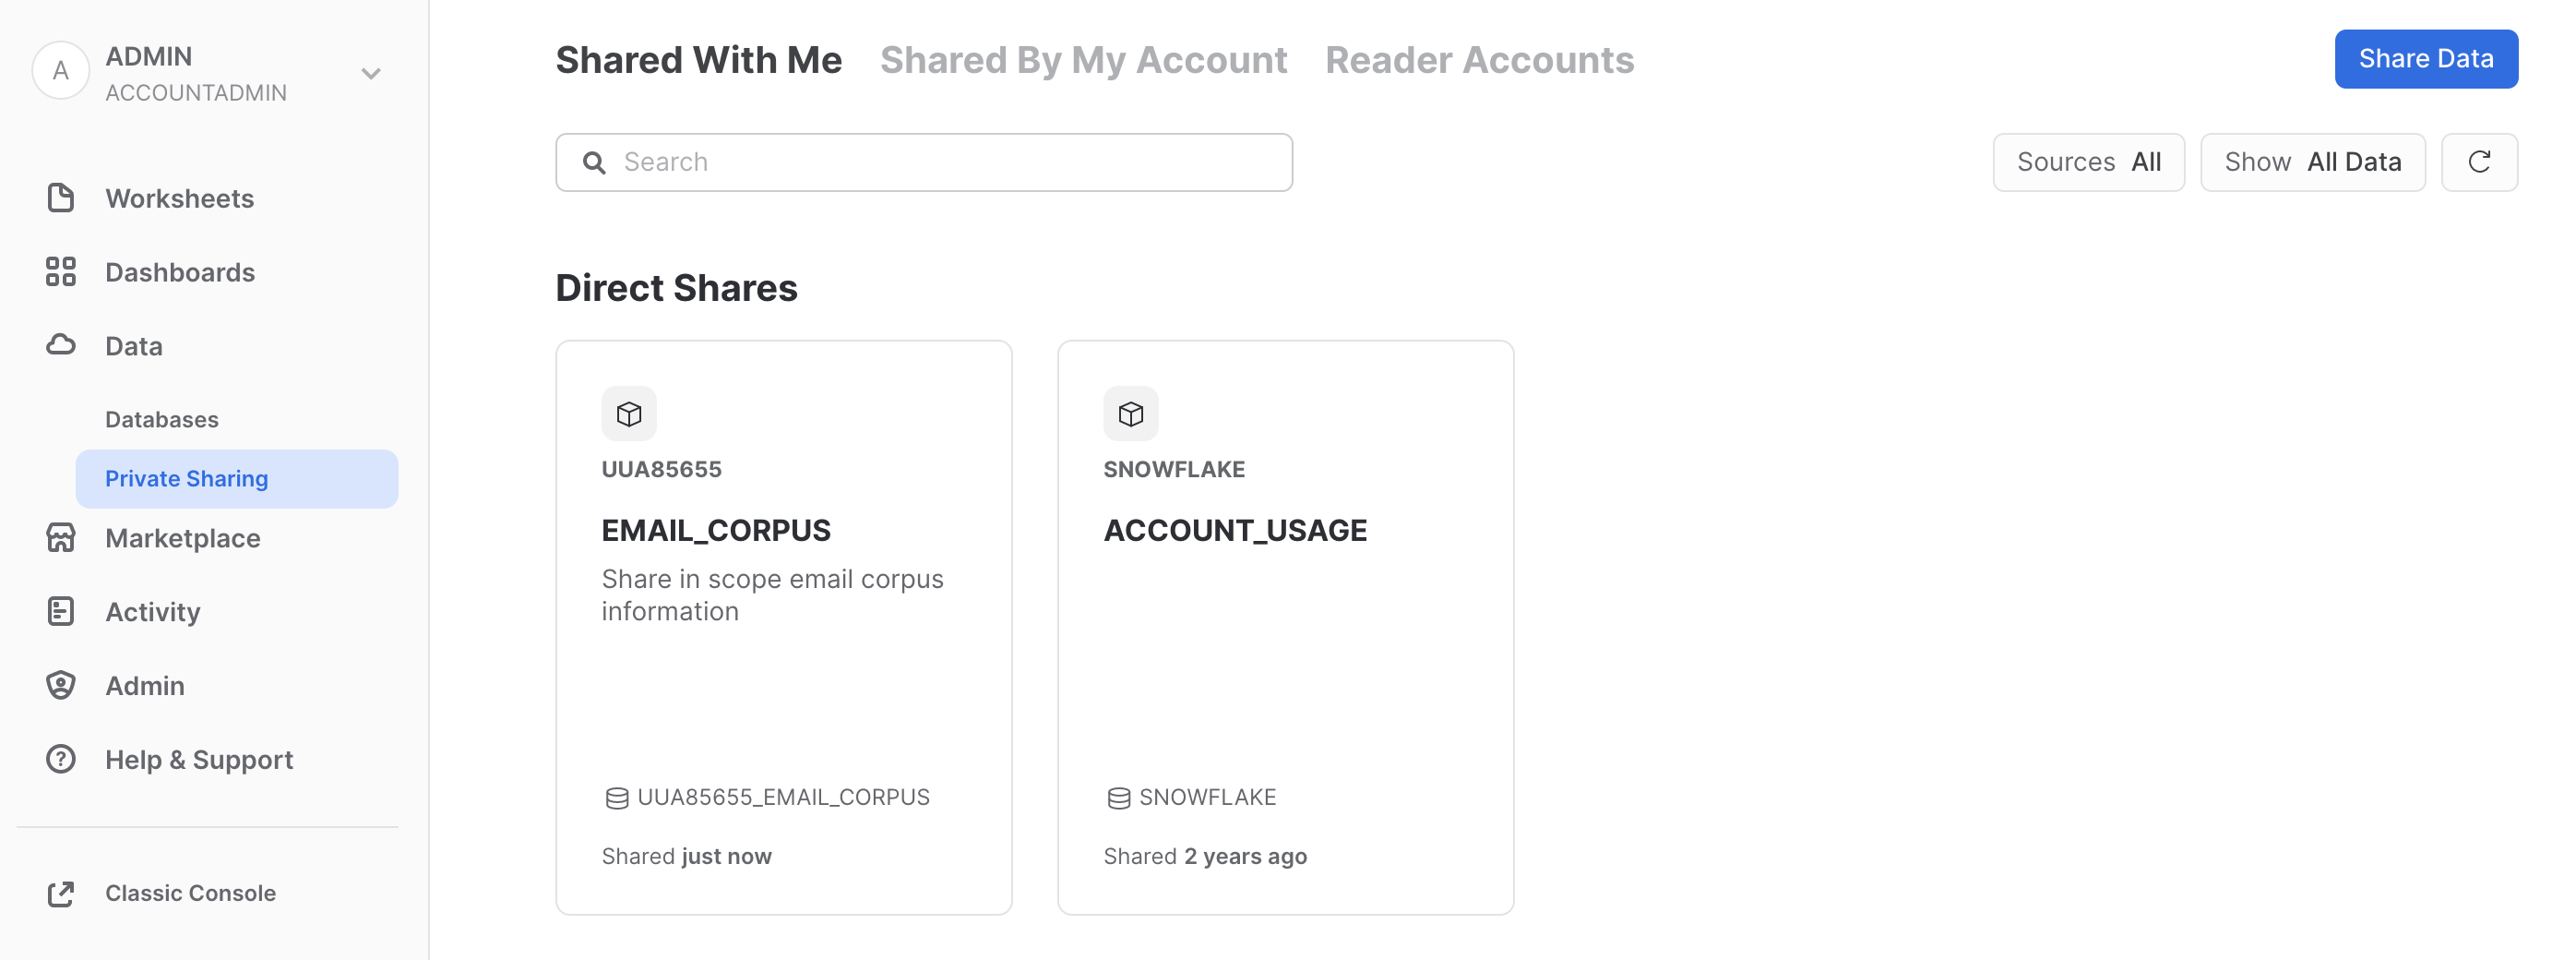 A
ADMIN
ACCOUNTADMIN
Worksheets
Dashboards
Data
Databases
Private Sharing
Marketplace
Activity
Admin
Help & Support
Classic Console
Shared With Me
Shared By My Account
Reader Accounts
Share Data
Search
Sources All
Show All Data
Direct Shares
UUA85655
EMAIL_CORPUS
Share in scope email corpus
information
UUA85655_EMAIL_CORPUS
Shared just now
SNOWFLAKE
ACCOUNT_USAGE
SNOWFLAKE
Shared 2 years ago